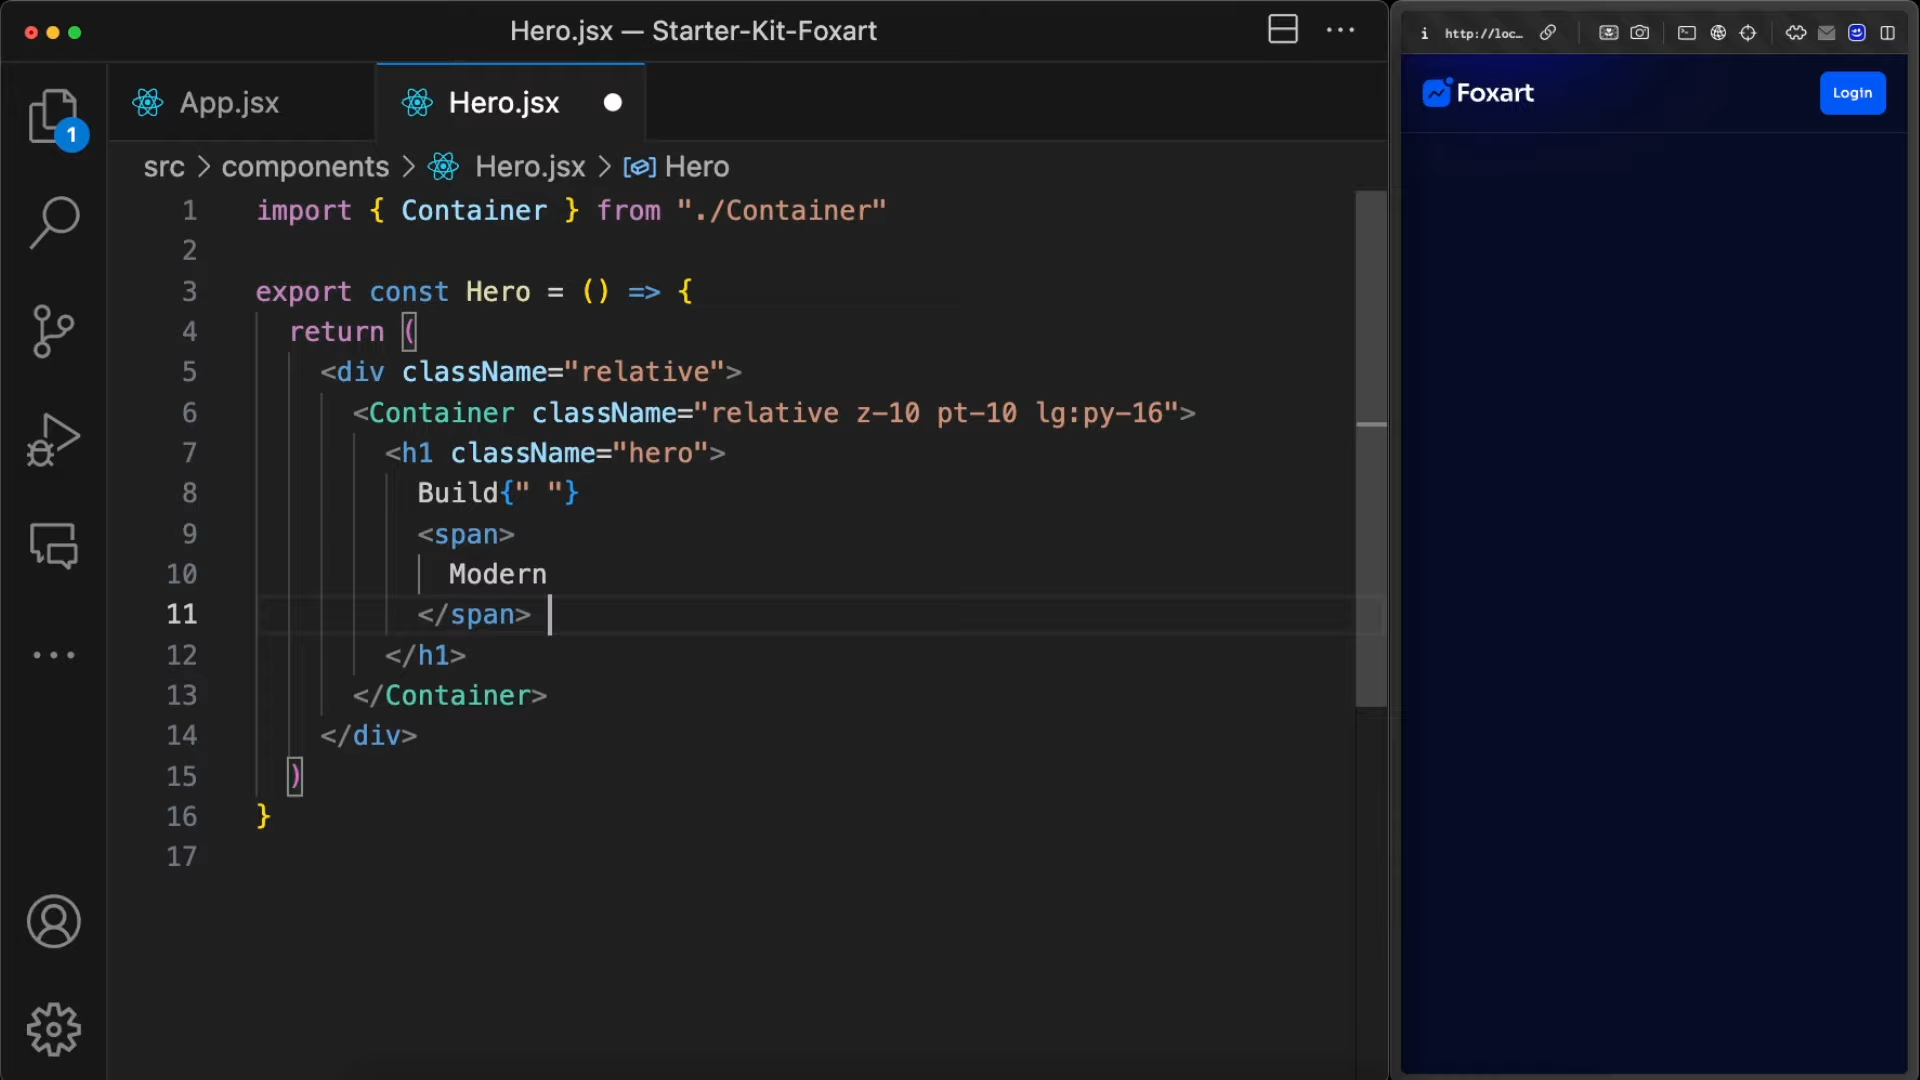 Hero.jsx — Starter-Kit-Foxart
App.jsx
Hero.jsx
1
src > components > Hero.jsx > Hero
1 import { Container } from "./Container"
2
3 export const Hero = () => {
4 return (
5 <div className="relative">
6 <Container className="relative z-10 pt-10 lg:py-16">
7 <h1 className="hero">
8 Build{" "}
9 <span>
10 Modern
11 </span>
12 </h1>
13 </Container>
14 </div>
15 )
16 }
17
http://loc…
Foxart
Login